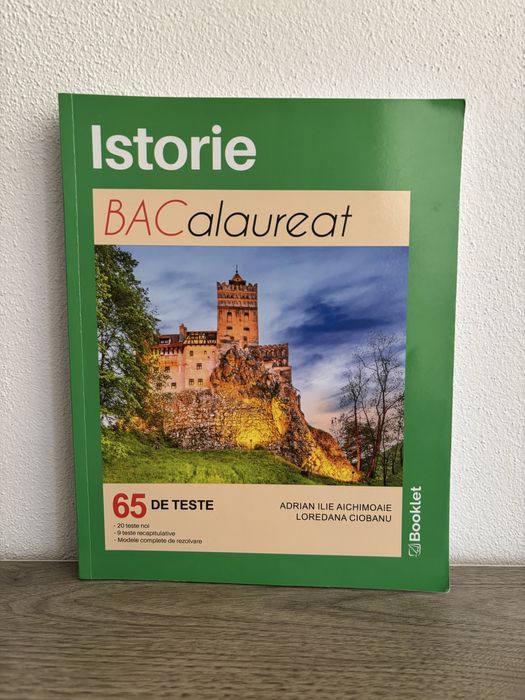 Istorie
BACalaureat
65 DE TESTE
- 20 teste noi
- 9 teste recapitulative
- Modele complete de rezolvare
ADRIAN ILIE AICHIMOAIE
LOREDANA CIOBANU
Booklet